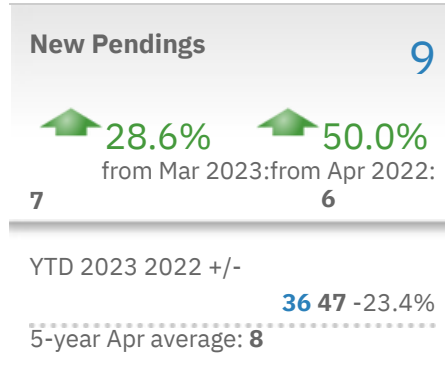 New Pendings 9
28.6% 50.0%
from Mar 2023:from Apr 2022:
7 6
YTD 2023 2022 +/-
36 47 -23.4%
5-year Apr average: 8